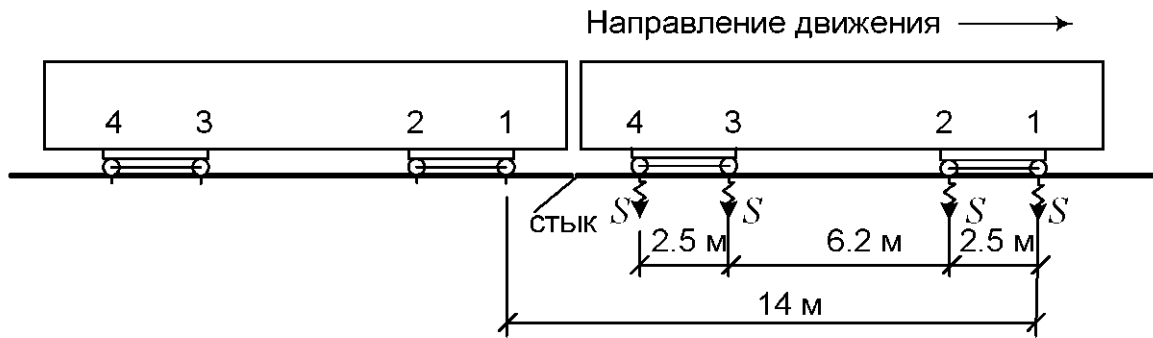 Направление движения
4 3 2 1 4 3 2 1
стык S S S S
2.5 м 6.2 м 2.5 м
14 м